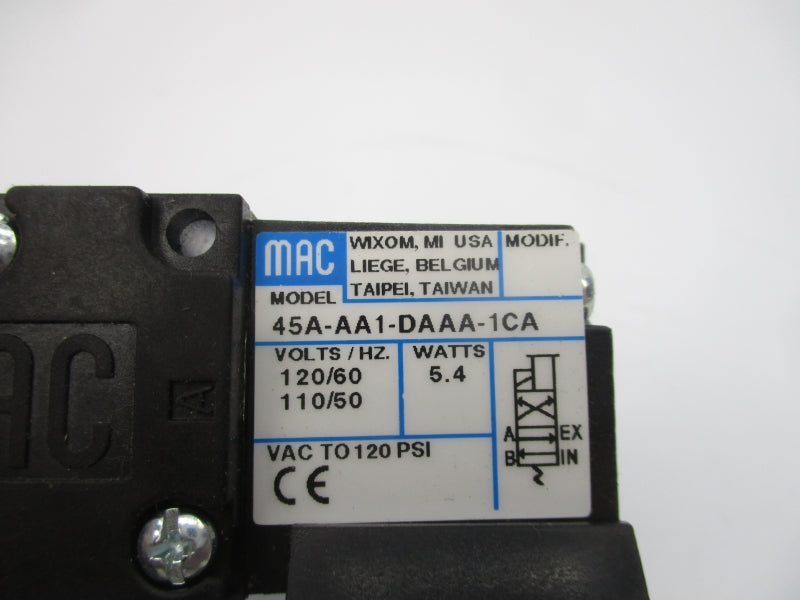 MAC
WIXOM, MI USA
LIEGE, BELGIUM
TAIPEI, TAIWAN
MODIF.
MODEL
45A-AA1-DAAA-1CA
VOLTS / HZ.
120/60
110/50
WATTS
5.4
A EX
B IN
VAC TO 120 PSI
CE
AC
A